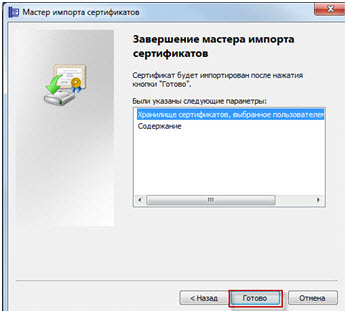 Мастер импорта сертификатов
Завершение мастера импорта
сертификатов
Сертификат будет импортирован после нажатия
кнопки "Готово".
Были указаны следующие параметры:
Хранилище сертификатов, выбранное пользователем
Содержание
< Назад
Готово
Отмена